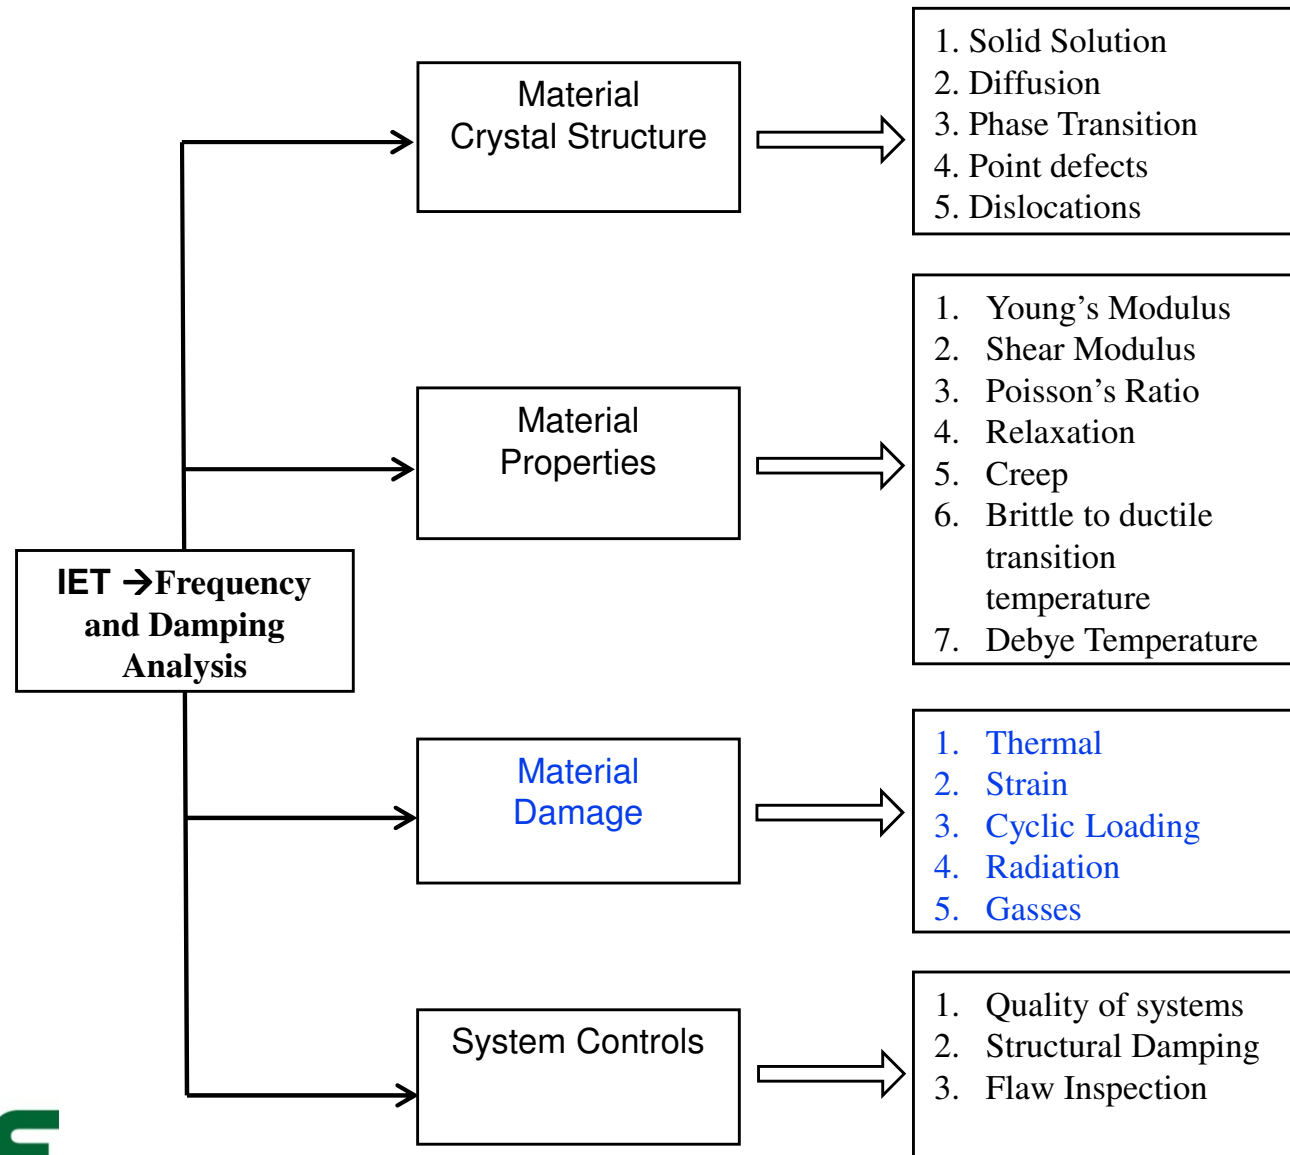 Material
Crystal Structure
1. Solid Solution
2. Diffusion
3. Phase Transition
4. Point defects
5. Dislocations
Material
Properties
1. Young’s Modulus
2. Shear Modulus
3. Poisson’s Ratio
4. Relaxation
5. Creep
6. Brittle to ductile
transition
temperature
7. Debye Temperature
IET →Frequency
and Damping
Analysis
Material
Damage
1. Thermal
2. Strain
3. Cyclic Loading
4. Radiation
5. Gasses
System Controls
1. Quality of systems
2. Structural Damping
3. Flaw Inspection